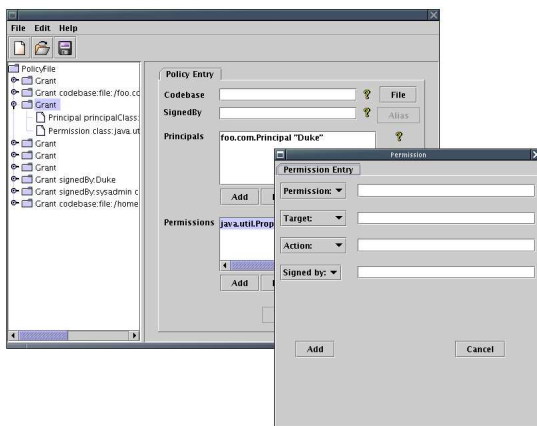 File Edit Help
PolicyFile
Grant
Grant codebase:file:/foo.co
Grant
Principal principalClass:
Permission class: java.ut
Grant
Grant
Grant
Grant signedBy:Duke
Grant signedBy:sysadmin c
Grant codebase:file:/home
Policy Entry
Codebase ? File
SignedBy ? Alias
Principals foo.com.Principal "Duke" ?
Add
Permissions java.util.Prop
Add
Permission
Permission Entry
Permission:
Target:
Action:
Signed by:
Add Cancel